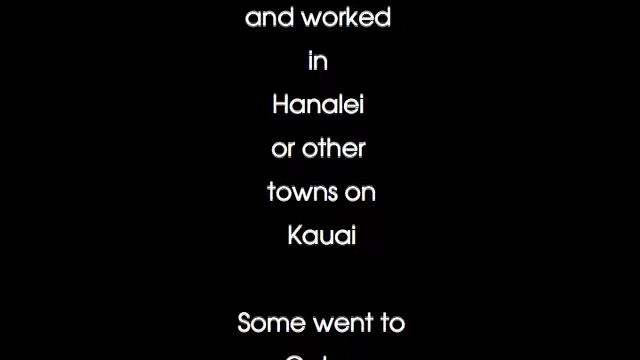 and worked
in
Hanalei
or other
towns on
Kauai
Some went to